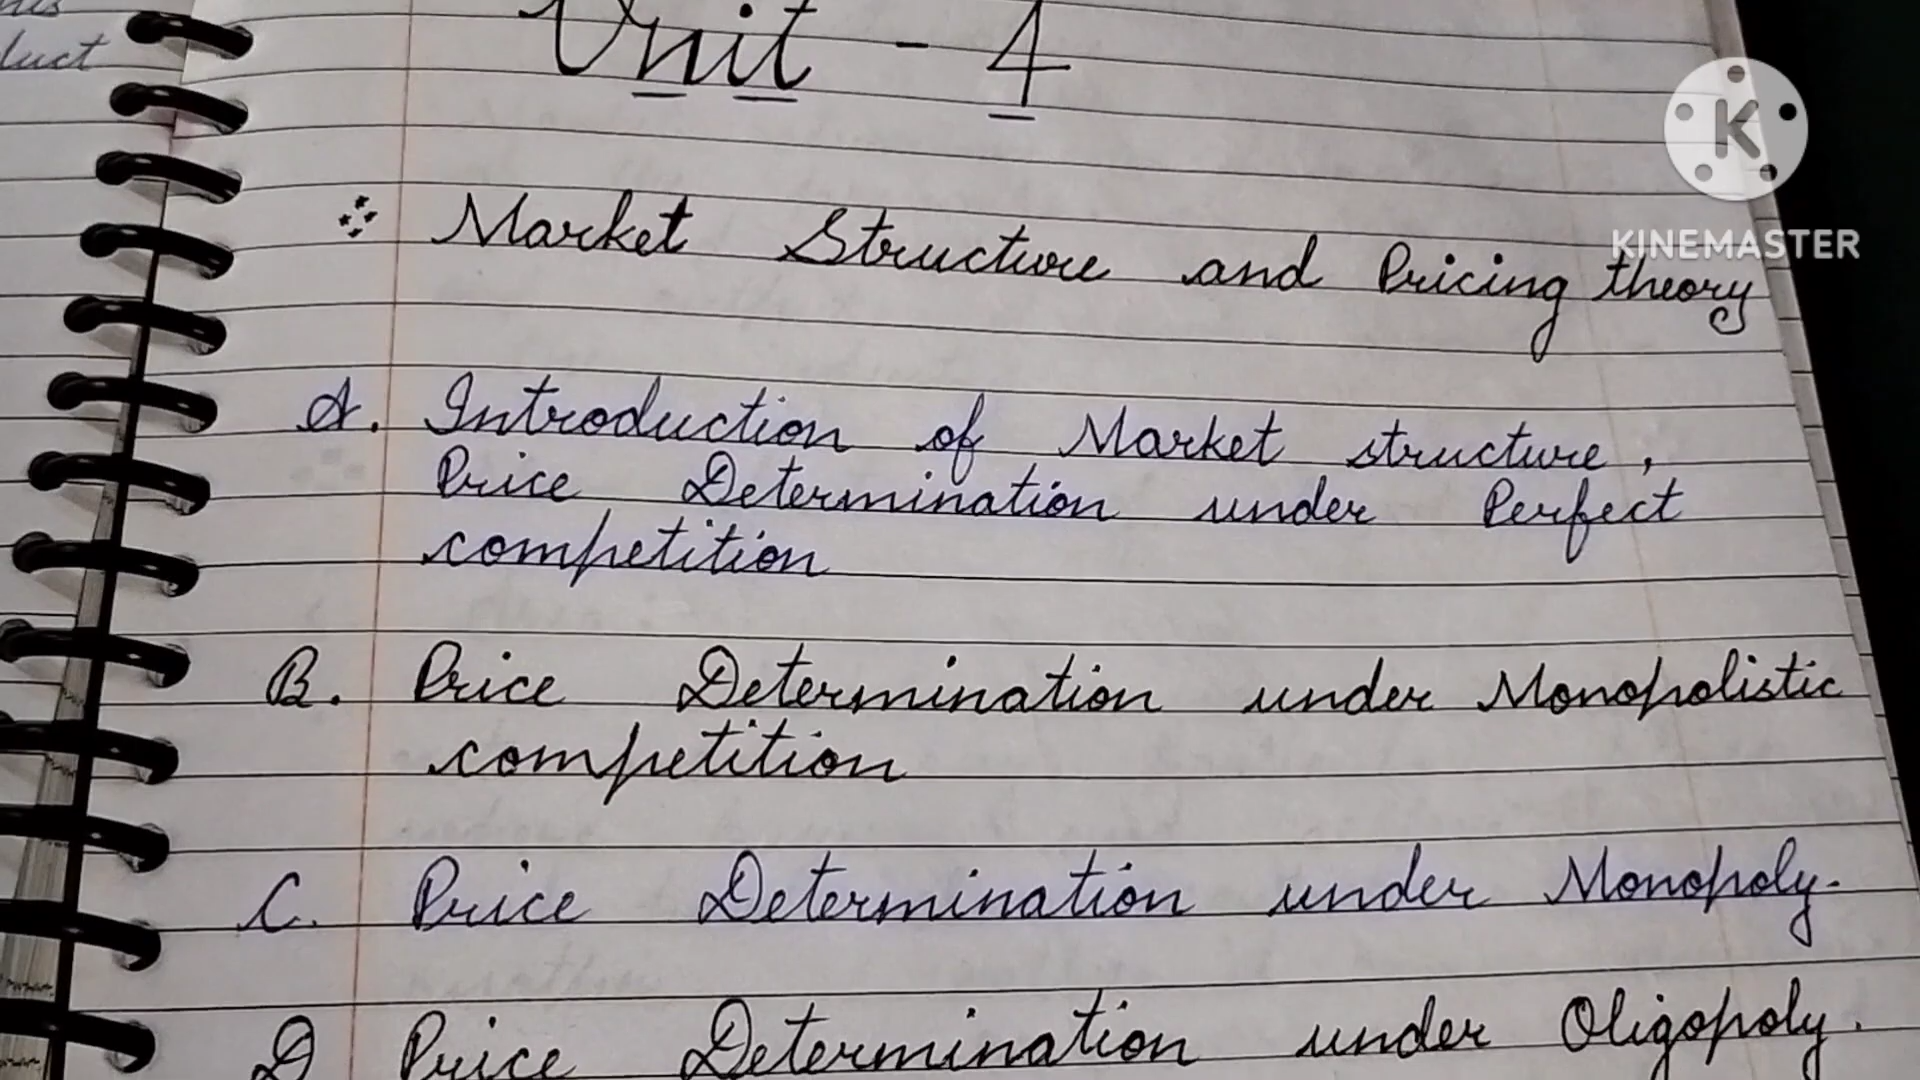 duct
Unit - 4
Market Structure and Pricing theory
A. Introduction of Market structure,
Price Determination under Perfect
competition
B. Price Determination under Monopolistic
competition
C. Price Determination under Monopoly.
D Price Determination under Oligopoly.
K
KINEMASTER